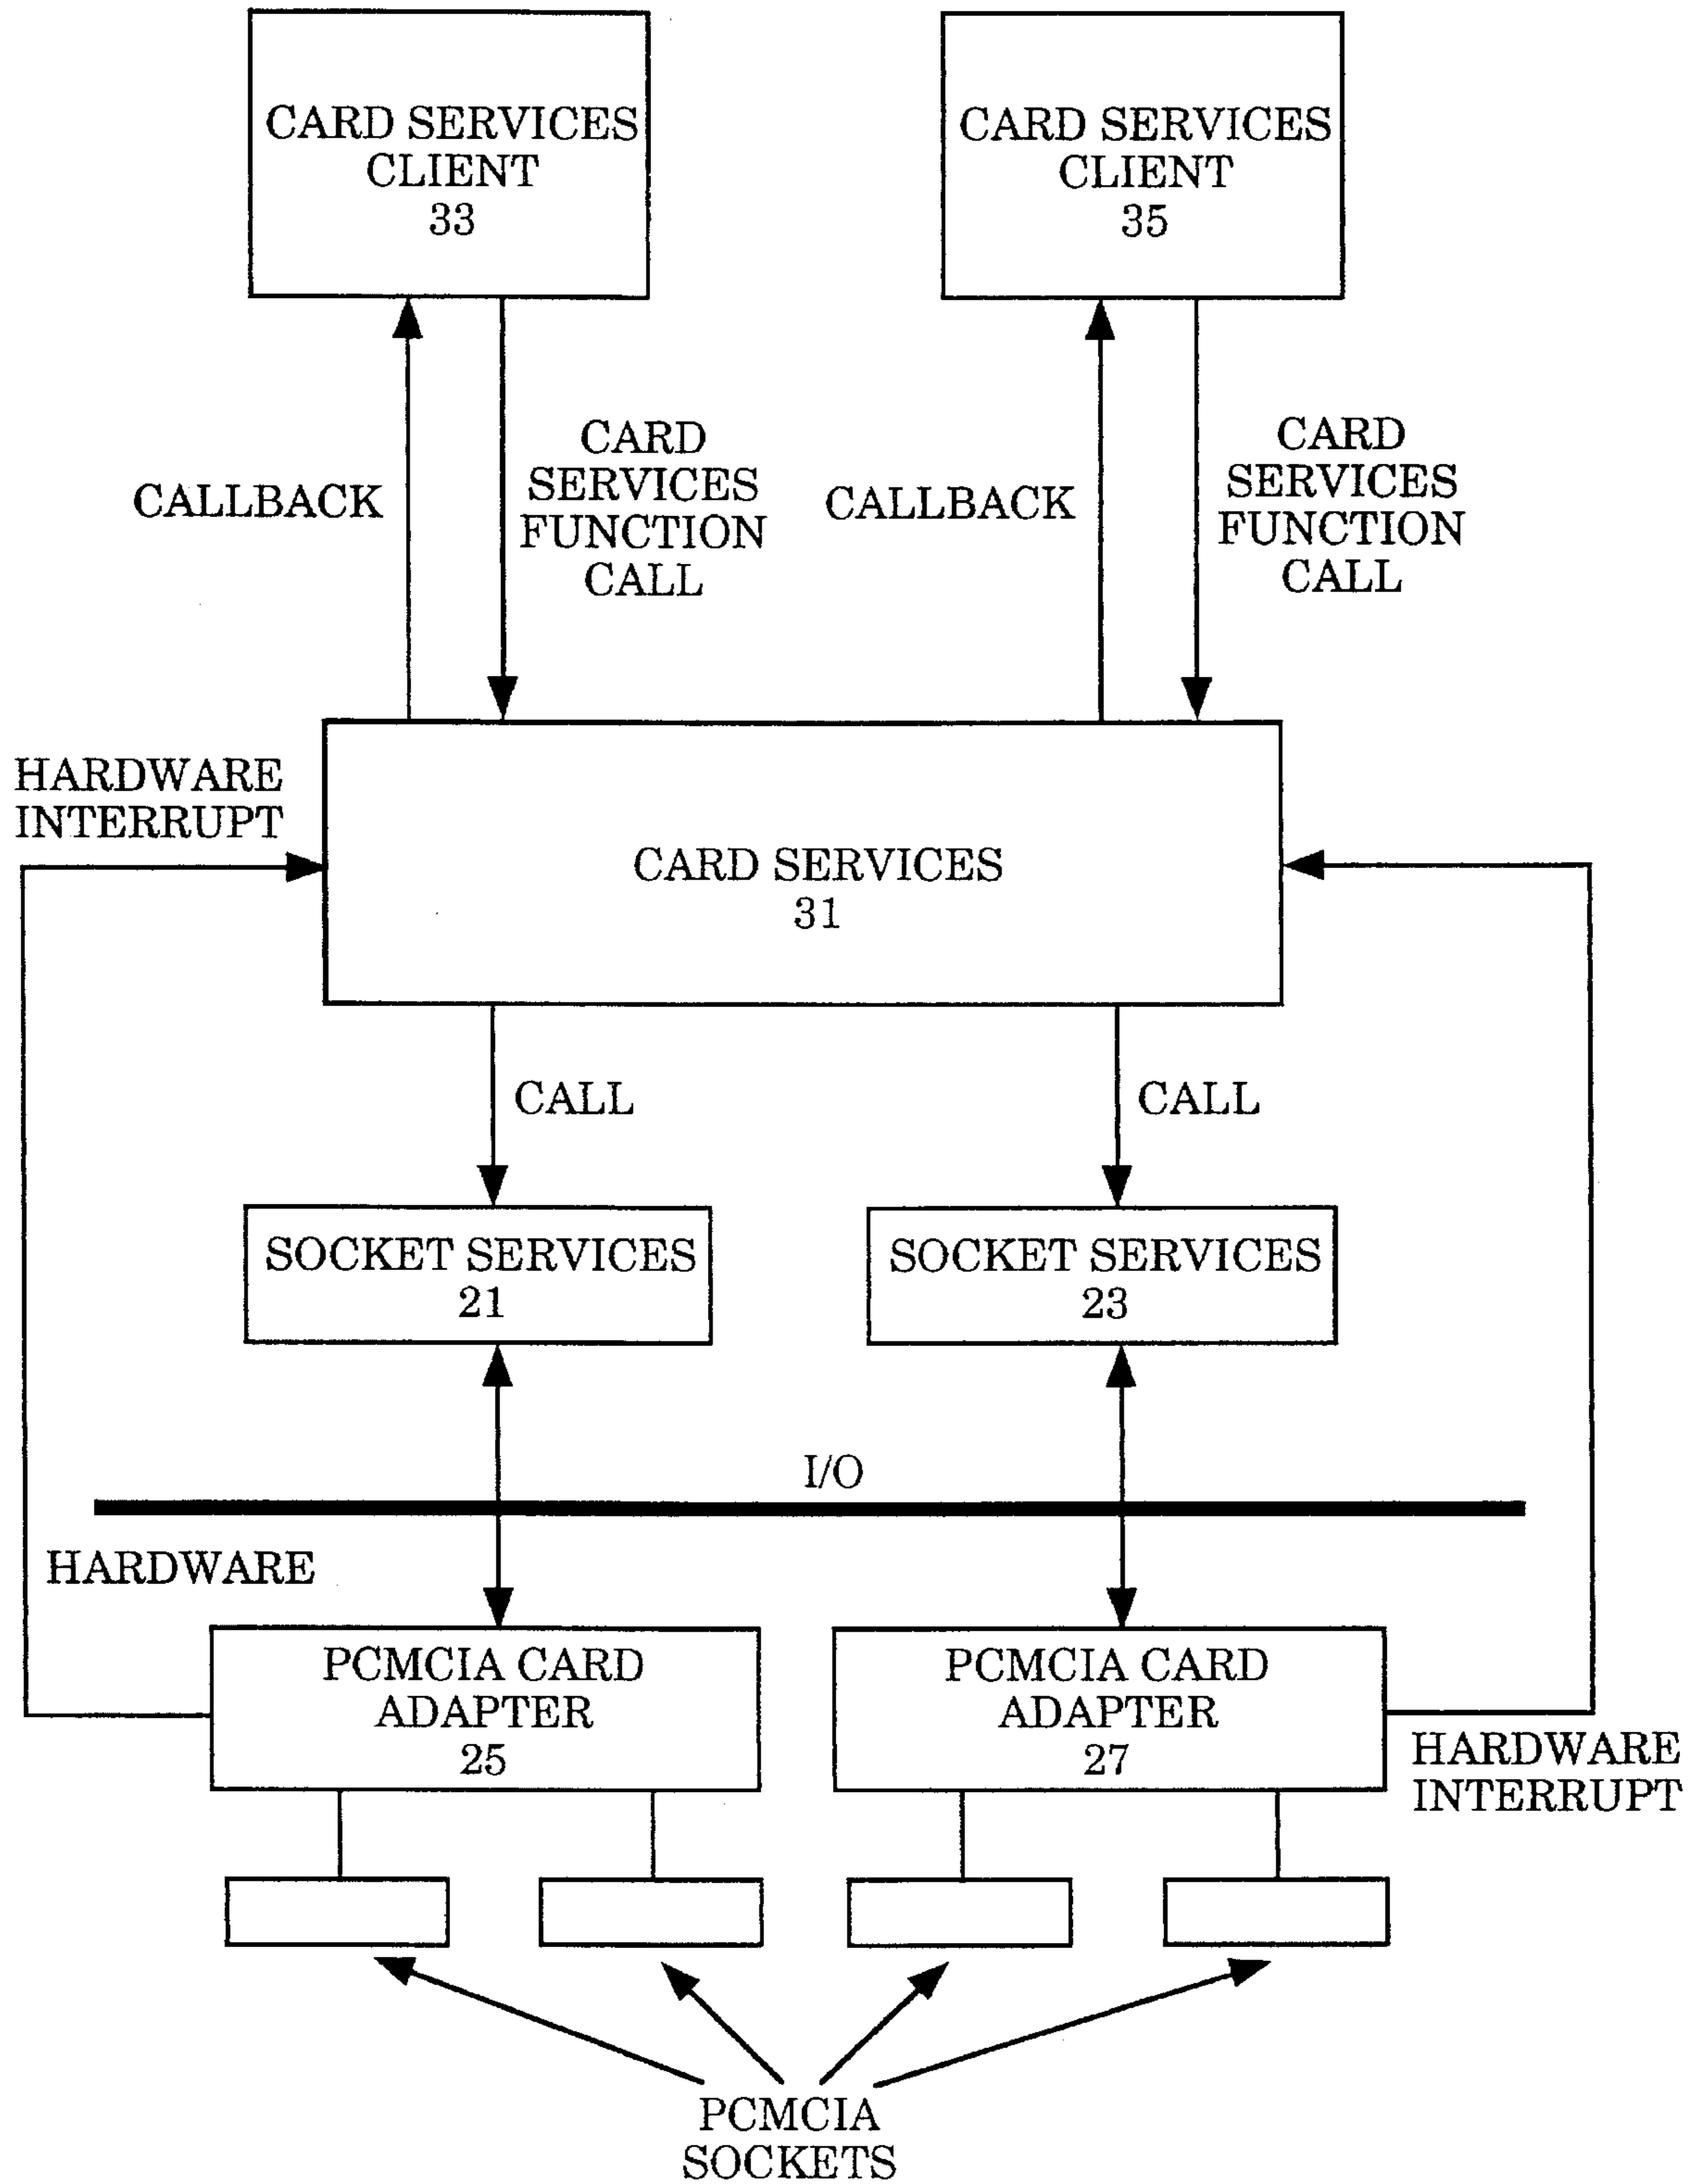 CARD SERVICES
CLIENT
33
CARD SERVICES
CLIENT
35
CALLBACK
CARD
SERVICES
FUNCTION
CALL
CALLBACK
CARD
SERVICES
FUNCTION
CALL
HARDWARE
INTERRUPT
CARD SERVICES
31
CALL
CALL
SOCKET SERVICES
21
SOCKET SERVICES
23
I/O
HARDWARE
PCMCIA CARD
ADAPTER
25
PCMCIA CARD
ADAPTER
27
HARDWARE
INTERRUPT
PCMCIA
SOCKETS